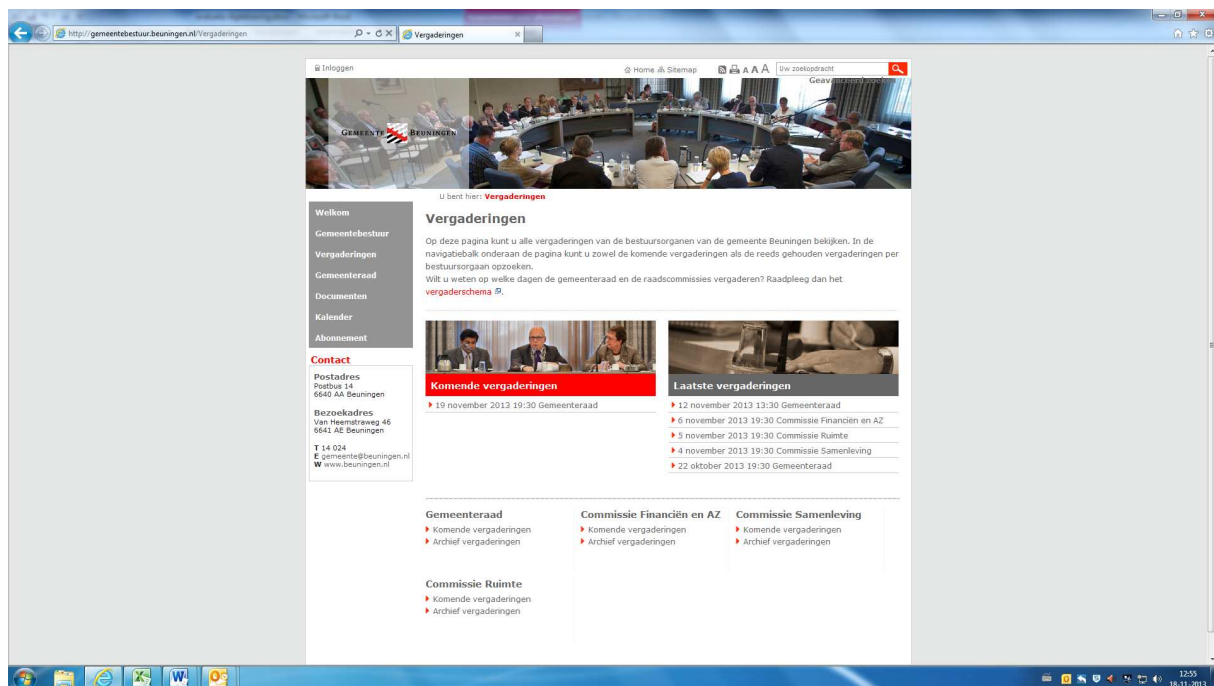 http://gemeentebestuur.beuningen.nl/Vergaderingen
Vergaderingen
Inloggen
Home
Sitemap
A A A
Uw zoekopdracht
Geavanceerd zoeken
GEMEENTE BEUNINGEN
U bent hier: Vergaderingen
Welkom
Gemeentebestuur
Vergaderingen
Gemeenteraad
Documenten
Kalender
Abonnement
Contact
Postadres
Postbus 14
6640 AA Beuningen
Bezoekadres
Van Heemstraweg 46
6641 AE Beuningen
T 14 024
E gemeente@beuningen.nl
W www.beuningen.nl
Vergaderingen
Op deze pagina kunt u alle vergaderingen van de bestuursorganen van de gemeente Beuningen bekijken. In de
navigatiebalk onderaan de pagina kunt u zowel de komende vergaderingen als de reeds gehouden vergaderingen per
bestuursorgaan opzoeken.
Wilt u weten op welke dagen de gemeenteraad en de raadscommissies vergaderen? Raadpleeg dan het
vergaderschema.
Komende vergaderingen
19 november 2013 19:30 Gemeenteraad
Laatste vergaderingen
12 november 2013 13:30 Gemeenteraad
6 november 2013 19:30 Commissie Financiën en AZ
5 november 2013 19:30 Commissie Ruimte
4 november 2013 19:30 Commissie Samenleving
22 oktober 2013 19:30 Gemeenteraad
Gemeenteraad
Komende vergaderingen
Archief vergaderingen
Commissie Financiën en AZ
Komende vergaderingen
Archief vergaderingen
Commissie Samenleving
Komende vergaderingen
Archief vergaderingen
Commissie Ruimte
Komende vergaderingen
Archief vergaderingen
12:55
18-11-2013